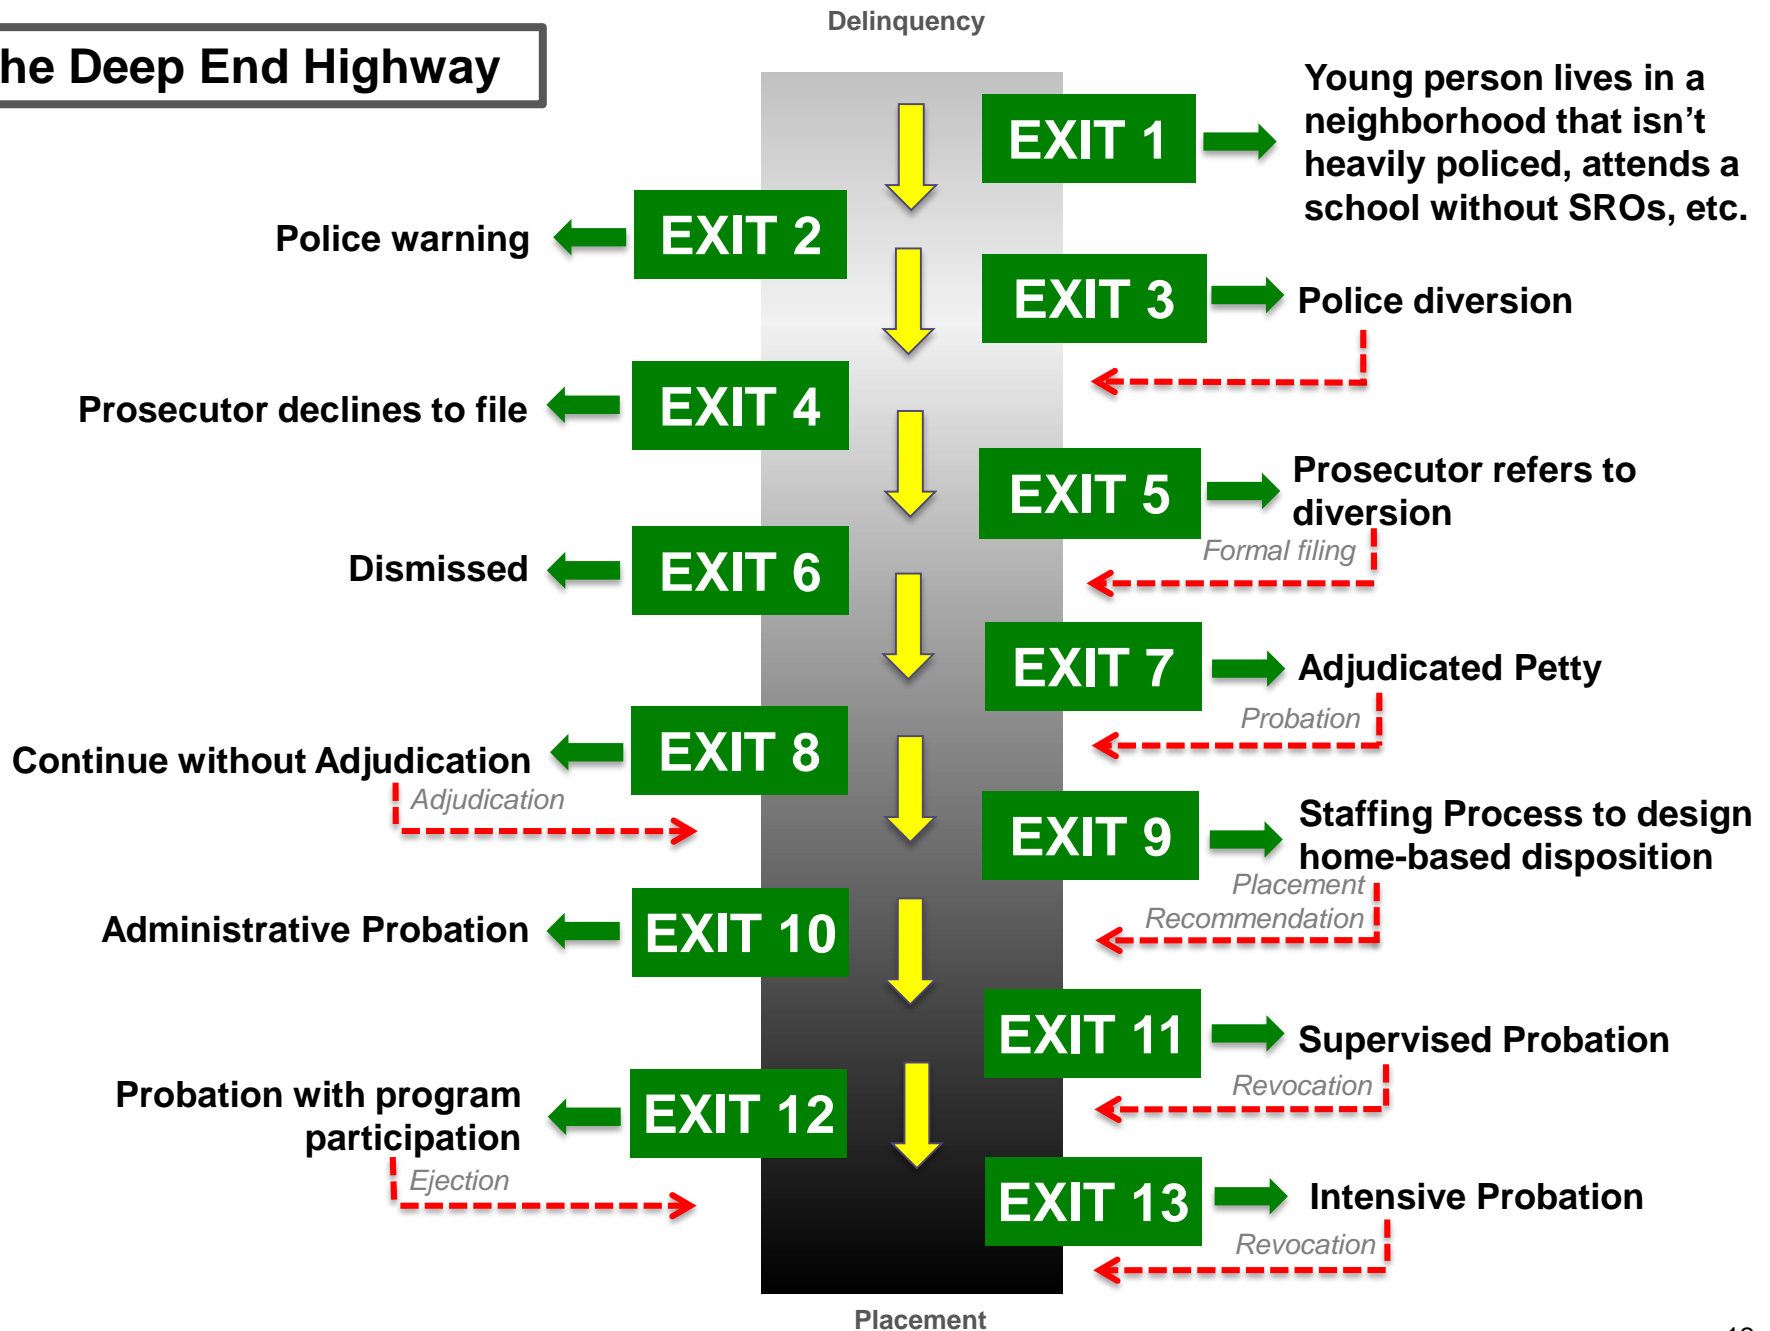 Delinquency
he Deep End Highway
EXIT 1
Young person lives in a
neighborhood that isn’t
heavily policed, attends a
school without SROs, etc.
Police warning
EXIT 2
EXIT 3
Police diversion
Prosecutor declines to file
EXIT 4
EXIT 5
Prosecutor refers to
diversion
Formal filing
Dismissed
EXIT 6
EXIT 7
Adjudicated Petty
Probation
Continue without Adjudication
EXIT 8
Adjudication
EXIT 9
Staffing Process to design
home-based disposition
Placement
Recommendation
Administrative Probation
EXIT 10
EXIT 11
Supervised Probation
Revocation
Probation with program
participation
EXIT 12
Ejection
EXIT 13
Intensive Probation
Revocation
Placement